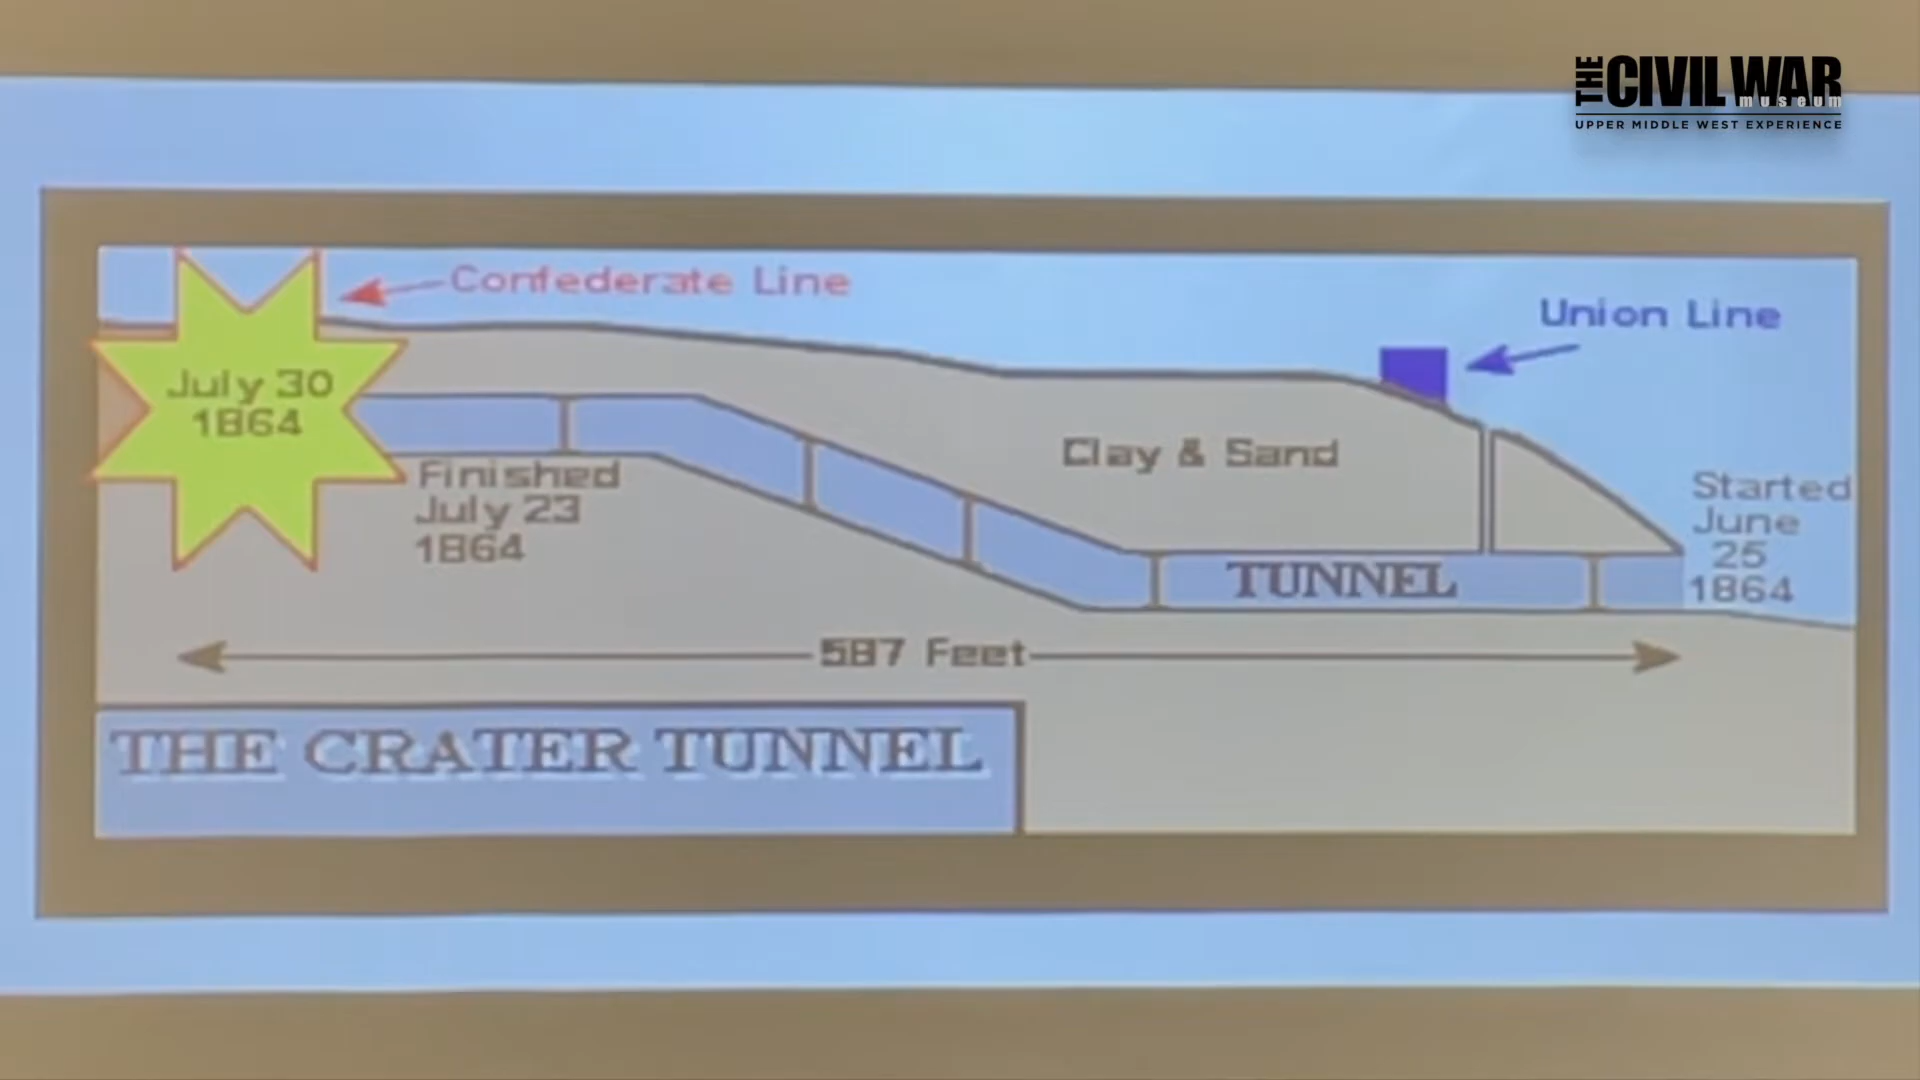 THE CIVIL WAR
museum
UPPER MIDDLE WEST EXPERIENCE
Confederate Line
Union Line
July 30
1864
Clay & Sand
Finished
July 23
1864
Started
June
25
1864
TUNNEL
587 Feet
THE CRATER TUNNEL